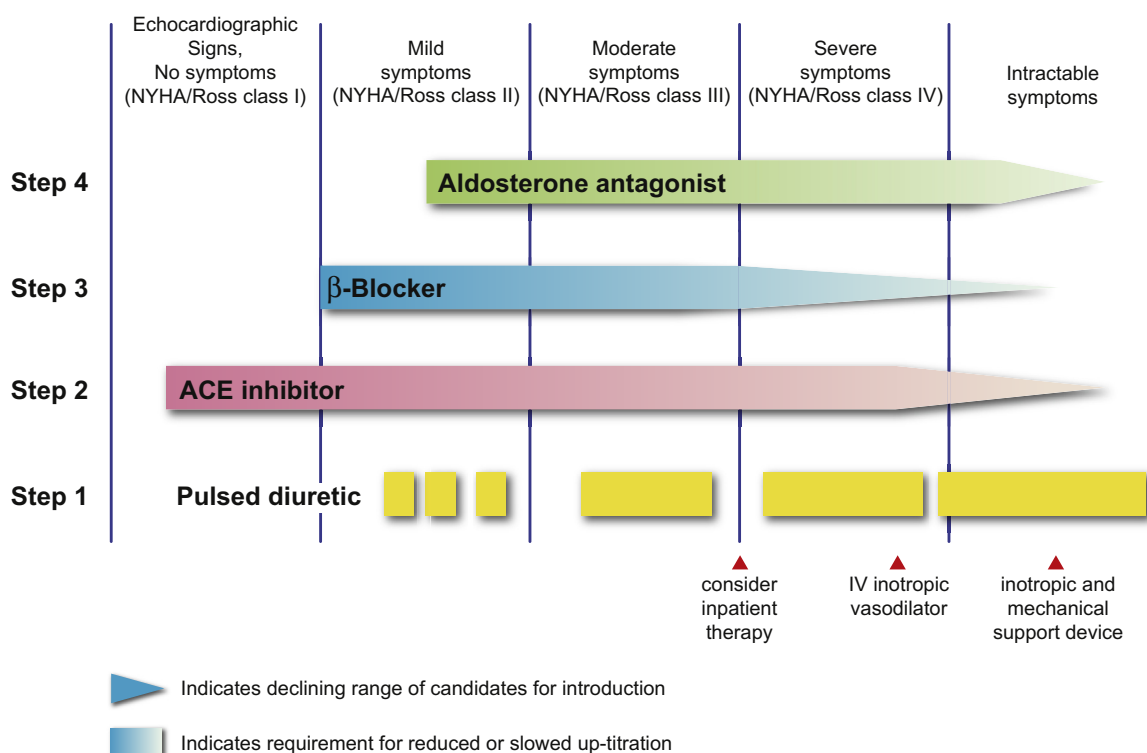 Echocardiographic
Signs,
No symptoms
(NYHA/Ross class I)
Mild
symptoms
(NYHA/Ross class II)
Moderate
symptoms
(NYHA/Ross class III)
Severe
symptoms
(NYHA/Ross class IV)
Intractable
symptoms
Step 4
Aldosterone antagonist
Step 3
β-Blocker
Step 2
ACE inhibitor
Step 1
Pulsed diuretic
consider
inpatient
therapy
IV inotropic
vasodilator
inotropic and
mechanical
support device
Indicates declining range of candidates for introduction
Indicates requirement for reduced or slowed up-titration